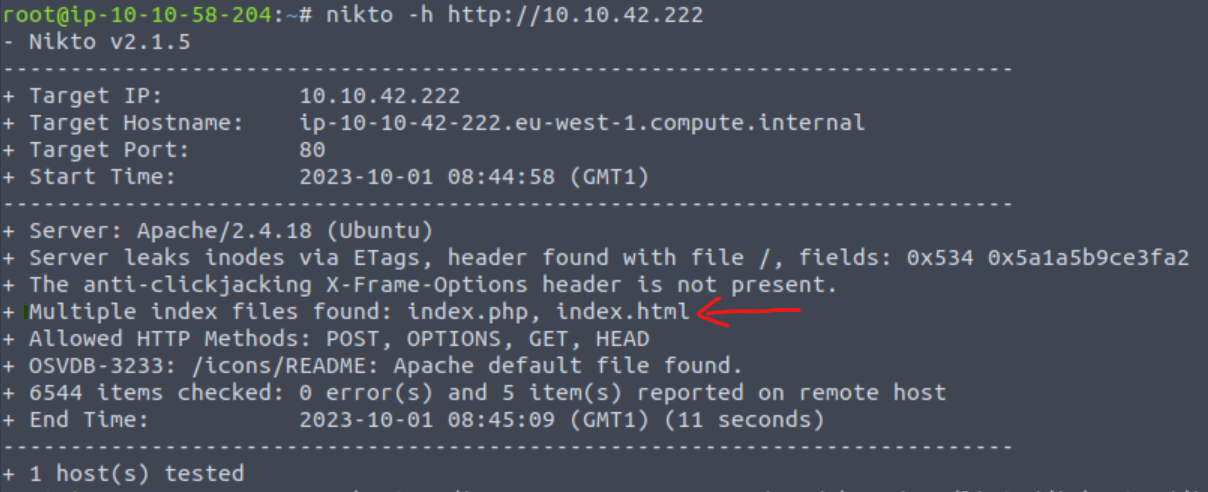 root@ip-10-10-58-204:~# nikto -h http://10.10.42.222
- Nikto v2.1.5
---------------------------------------------------------------------------
+ Target IP:          10.10.42.222
+ Target Hostname:    ip-10-10-42-222.eu-west-1.compute.internal
+ Target Port:        80
+ Start Time:         2023-10-01 08:44:58 (GMT1)
---------------------------------------------------------------------------
+ Server: Apache/2.4.18 (Ubuntu)
+ Server leaks inodes via ETags, header found with file /, fields: 0x534 0x5a1a5b9ce3fa2
+ The anti-clickjacking X-Frame-Options header is not present.
+ Multiple index files found: index.php, index.html
+ Allowed HTTP Methods: POST, OPTIONS, GET, HEAD
+ OSVDB-3233: /icons/README: Apache default file found.
+ 6544 items checked: 0 error(s) and 5 item(s) reported on remote host
+ End Time:           2023-10-01 08:45:09 (GMT1) (11 seconds)
---------------------------------------------------------------------------
+ 1 host(s) tested